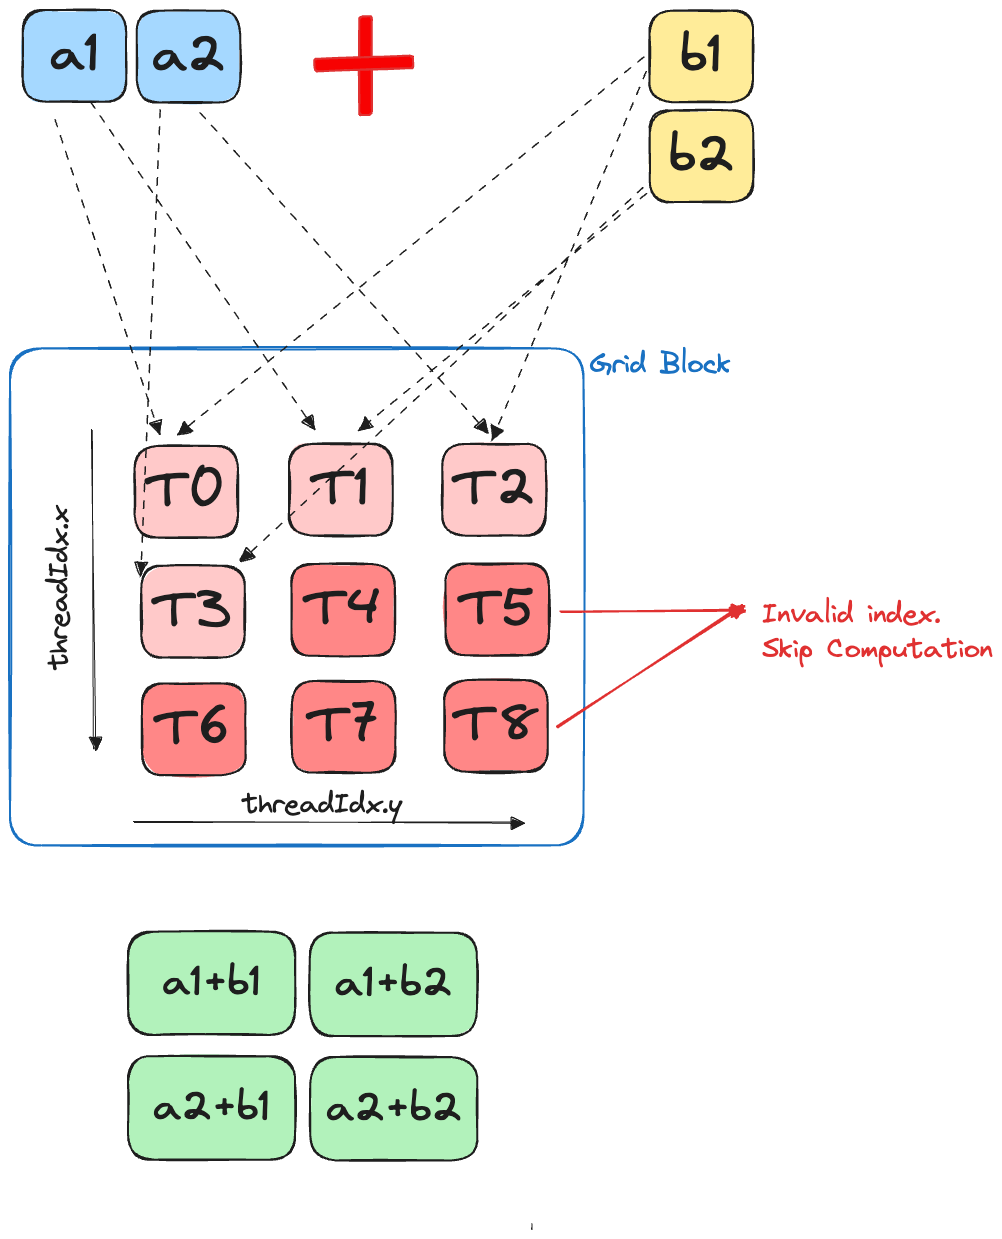 a1
a2
b1
b2
Grid Block
T0
T1
T2
threadIdx.x
T3
T4
T5
Invalid index.
Skip Computation
T6
T7
T8
threadIdx.y
a1+b1
a1+b2
a2+b1
a2+b2